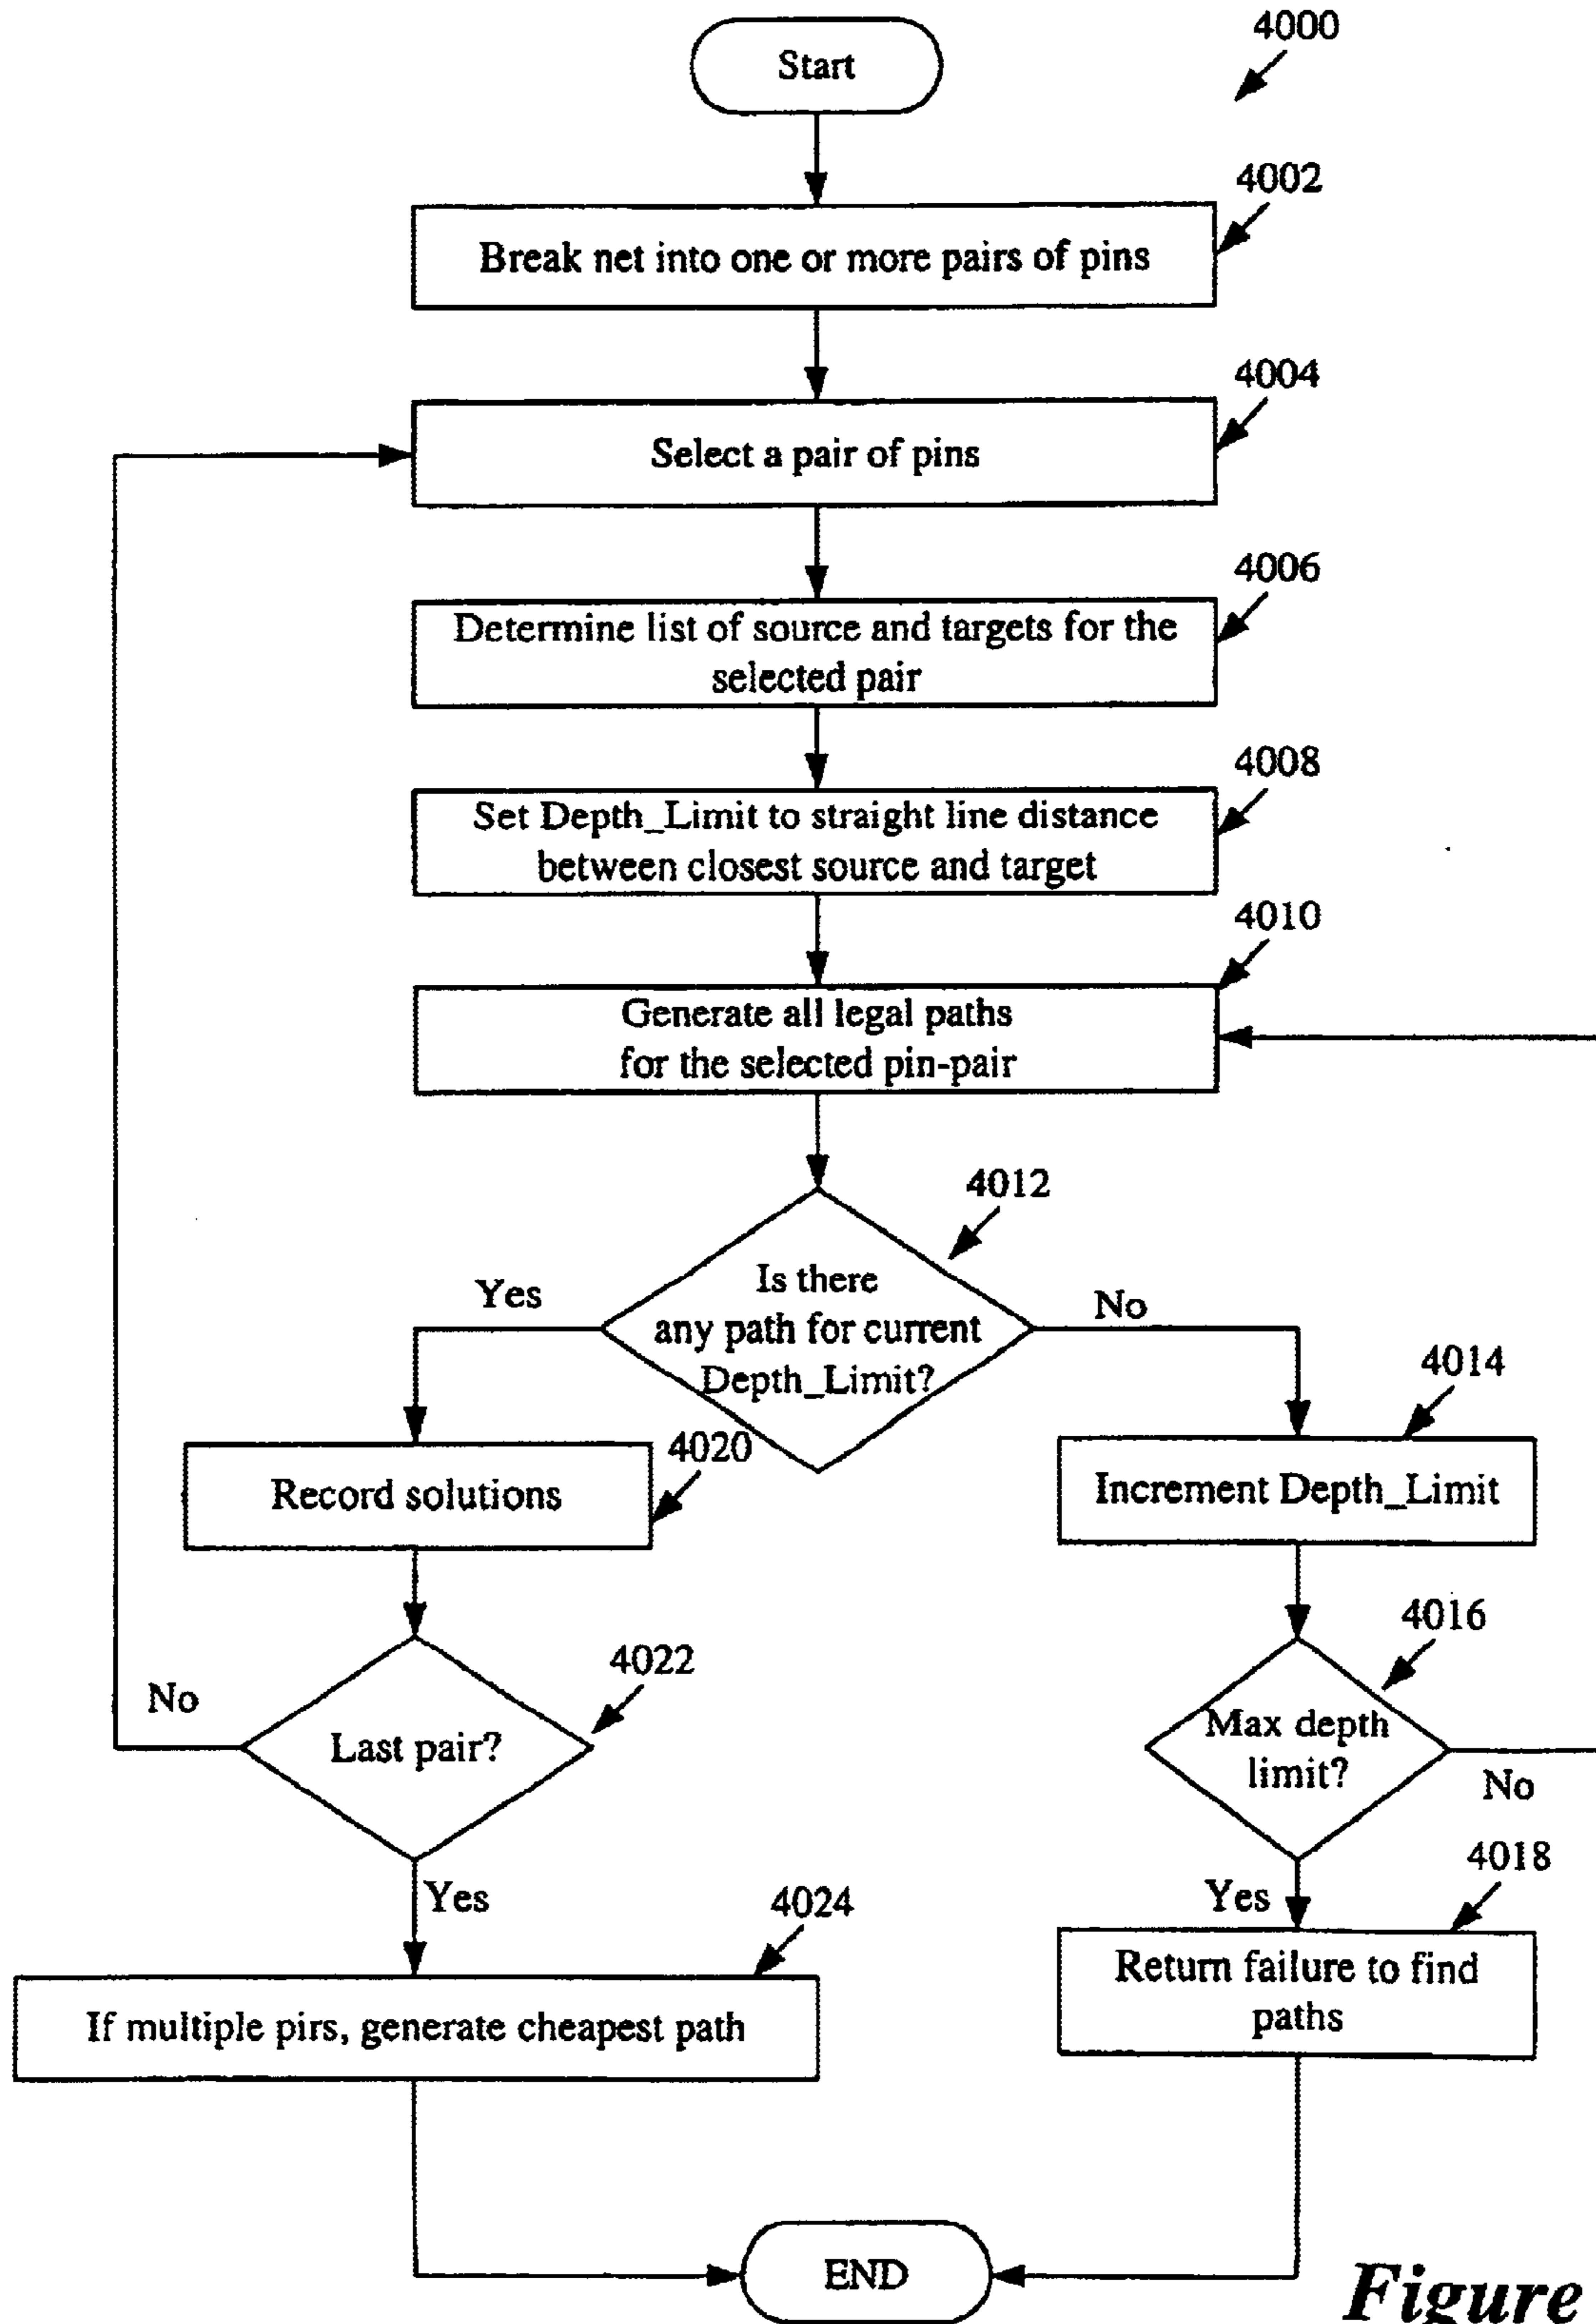 4000
Start
4002
Break net into one or more pairs of pins
4004
Select a pair of pins
4006
Determine list of source and targets for the
selected pair
4008
Set Depth_Limit to straight line distance
between closest source and target
4010
Generate all legal paths
for the selected pin-pair
4012
Is there
any path for current
Depth_Limit?
Yes
No
4014
Increment Depth_Limit
4020
Record solutions
4016
Max depth
limit?
No
4022
Last pair?
No
Yes
4018
Yes
Return failure to find
paths
4024
If multiple pirs, generate cheapest path
END
Figure